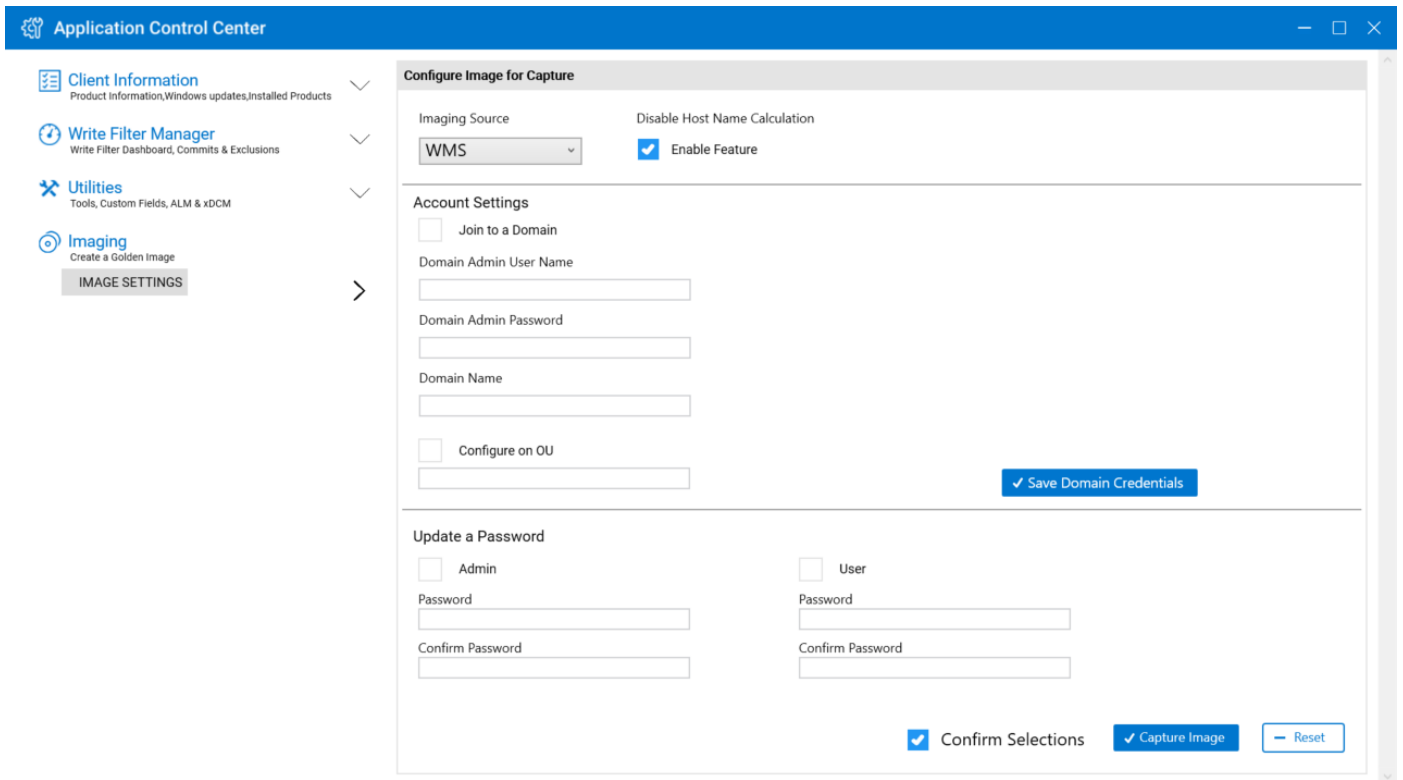 Application Control Center
Client Information
Product Information,Windows updates,Installed Products
Write Filter Manager
Write Filter Dashboard, Commits & Exclusions
Utilities
Tools, Custom Fields, ALM & xDCM
Imaging
Create a Golden Image
IMAGE SETTINGS
Configure Image for Capture
Imaging Source
Disable Host Name Calculation
WMS
Enable Feature
Account Settings
Join to a Domain
Domain Admin User Name
Domain Admin Password
Domain Name
Configure on OU
Save Domain Credentials
Update a Password
Admin
User
Password
Password
Confirm Password
Confirm Password
Confirm Selections
Capture Image
Reset